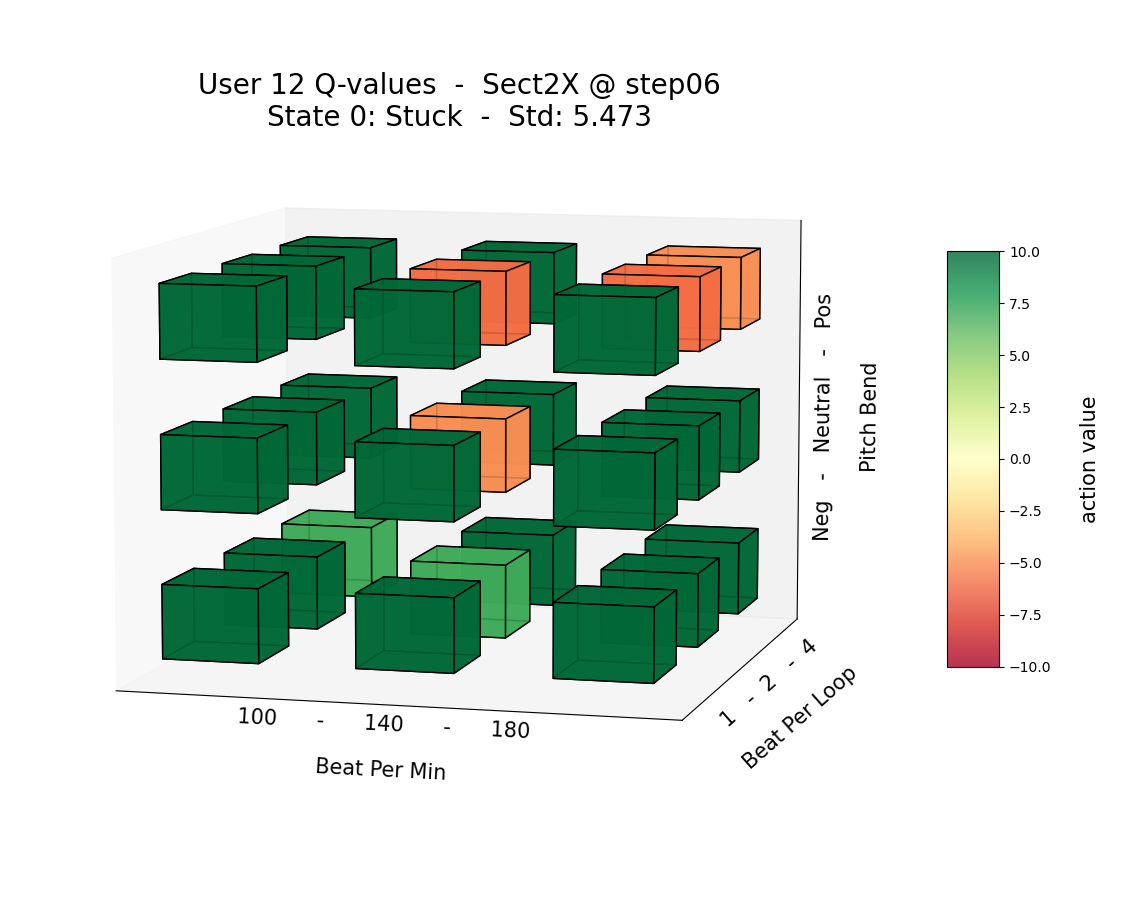 User 12 Q-values  -  Sect2X @ step06
State 0: Stuck  -  Std: 5.473
Neg  -  Neutral  -  Pos
Pitch Bend
100  -  140  -  180
Beat Per Min
1 - 2 - 4
Beat Per Loop
10.0
7.5
5.0
2.5
0.0
−2.5
−5.0
−7.5
−10.0
action value